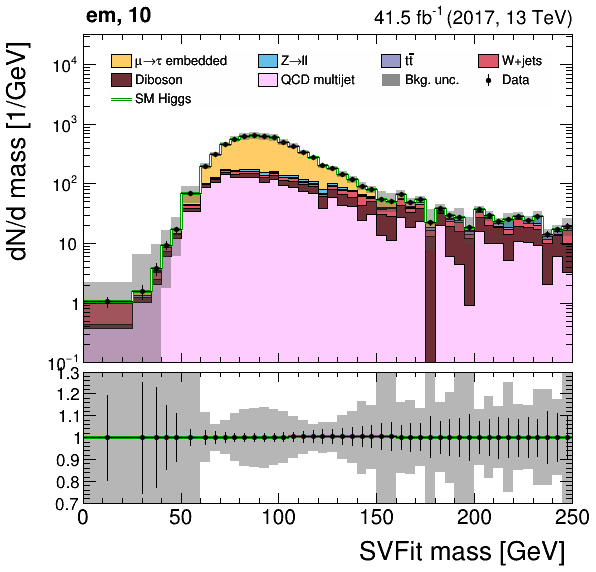 em, 10
41.5 fb⁻¹ (2017, 13 TeV)
dN/d mass [1/GeV]
10⁴
10³
10²
10
1
10⁻¹
μ→τ embedded
Z→ll
tt̄
W+jets
Diboson
QCD multijet
Bkg. unc.
Data
SM Higgs
1.3
1.2
1.1
1
0.9
0.8
0.7
0 50 100 150 200 250
SVFit mass [GeV]